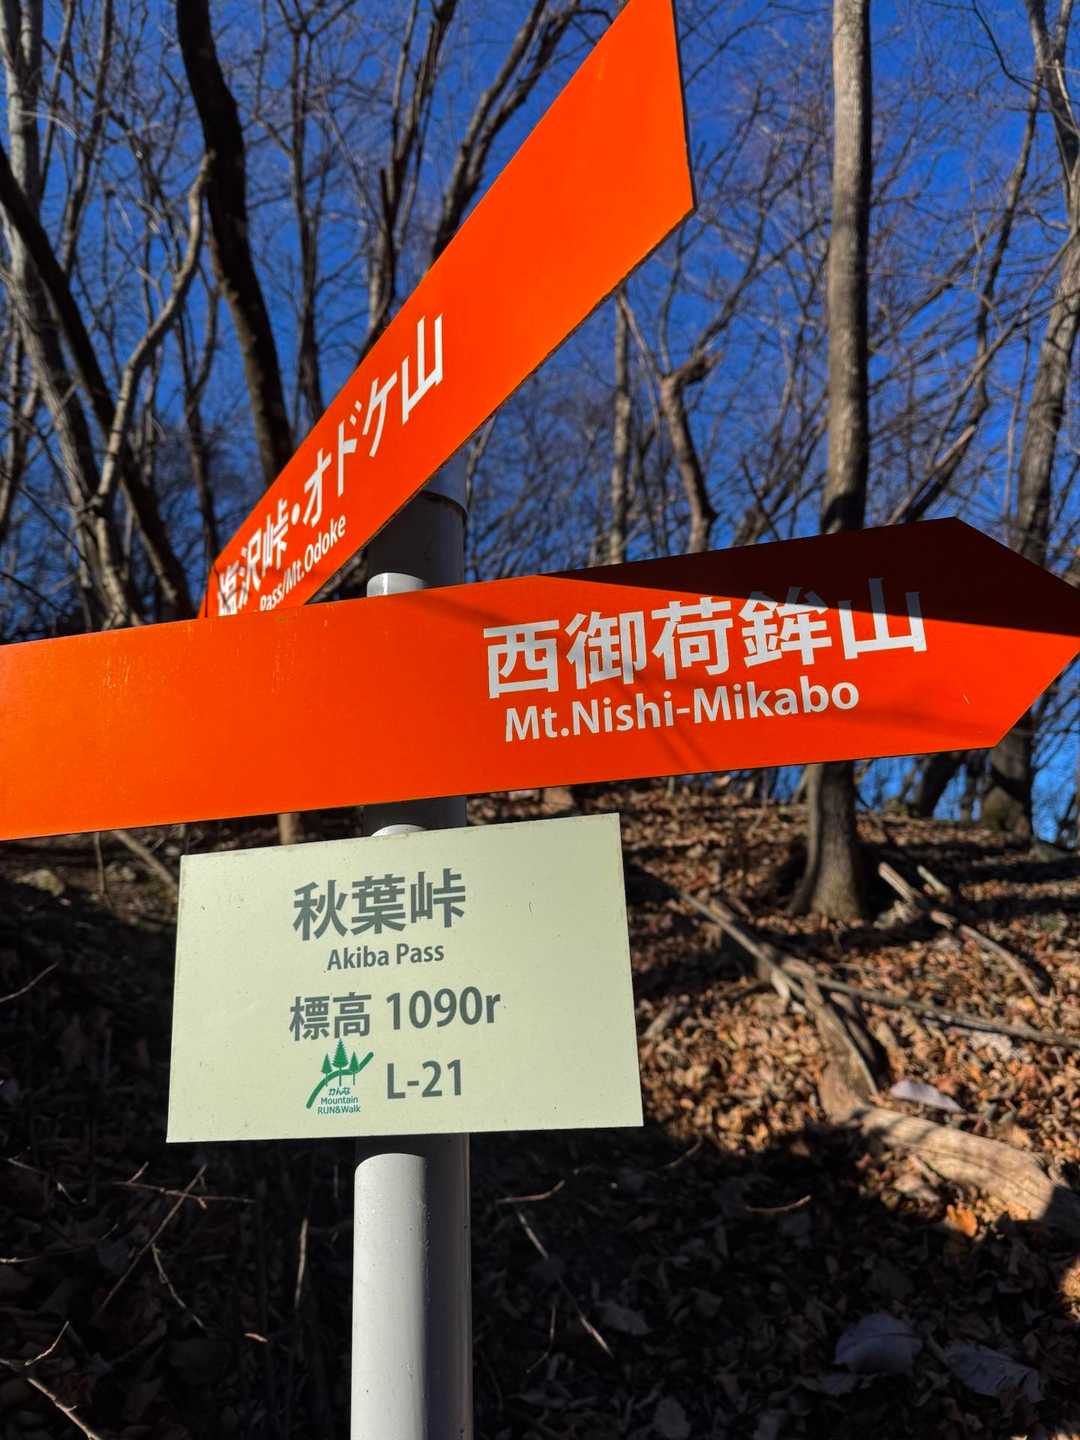 塩沢峠・オドケ山
Pass/Mt.Odoke
西御荷鉾山
Mt.Nishi-Mikabo
秋葉峠
Akiba Pass
標高 1090r
かんな
Mountain
RUN&Walk
L-21